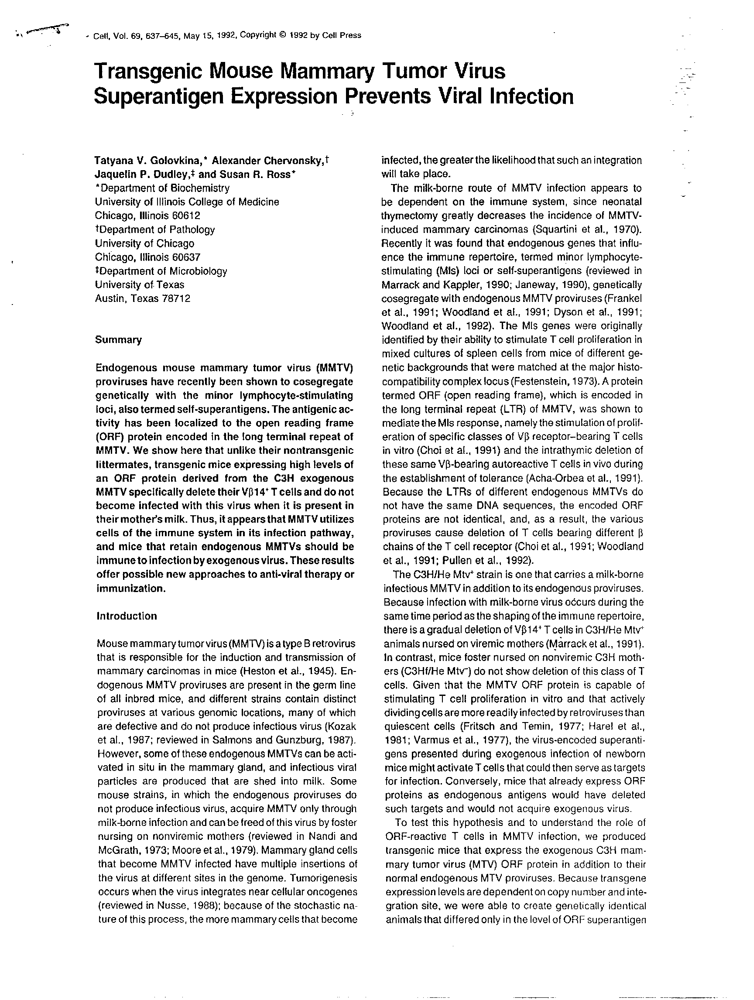 Cell, Vol. 69, 637–645, May 15, 1992, Copyright © 1992 by Cell Press
Transgenic Mouse Mammary Tumor Virus
Superantigen Expression Prevents Viral Infection
Tatyana V. Golovkina,* Alexander Chervonsky,†
Jaquelin P. Dudley,‡ and Susan R. Ross*
*Department of Biochemistry
University of Illinois College of Medicine
Chicago, Illinois 60612
†Department of Pathology
University of Chicago
Chicago, Illinois 60637
‡Department of Microbiology
University of Texas
Austin, Texas 78712
Summary
Endogenous mouse mammary tumor virus (MMTV)
proviruses have recently been shown to cosegregate
genetically with the minor lymphocyte-stimulating
loci, also termed self-superantigens. The antigenic ac-
tivity has been localized to the open reading frame
(ORF) protein encoded in the long terminal repeat of
MMTV. We show here that unlike their nontransgenic
littermates, transgenic mice expressing high levels of
an ORF protein derived from the C3H exogenous
MMTV specifically delete their Vβ14⁺ T cells and do not
become infected with this virus when it is present in
their mother's milk. Thus, it appears that MMTV utilizes
cells of the immune system in its infection pathway,
and mice that retain endogenous MMTVs should be
immune to infection by exogenous virus. These results
offer possible new approaches to anti-viral therapy or
immunization.
Introduction
Mouse mammary tumor virus (MMTV) is a type B retrovirus
that is responsible for the induction and transmission of
mammary carcinomas in mice (Heston et al., 1945). En-
dogenous MMTV proviruses are present in the germ line
of all inbred mice, and different strains contain distinct
proviruses at various genomic locations, many of which
are defective and do not produce infectious virus (Kozak
et al., 1987; reviewed in Salmons and Gunzburg, 1987).
However, some of these endogenous MMTVs can be acti-
vated in situ in the mammary gland, and infectious viral
particles are produced that are shed into milk. Some
mouse strains, in which the endogenous proviruses do
not produce infectious virus, acquire MMTV only through
milk-borne infection and can be freed of this virus by foster
nursing on nonviremic mothers (reviewed in Nandi and
McGrath, 1973; Moore et al., 1979). Mammary gland cells
that become MMTV infected have multiple insertions of
the virus at different sites in the genome. Tumorigenesis
occurs when the virus integrates near cellular oncogenes
(reviewed in Nusse, 1988); because of the stochastic na-
ture of this process, the more mammary cells that become
infected, the greater the likelihood that such an integration
will take place.
The milk-borne route of MMTV infection appears to
be dependent on the immune system, since neonatal
thymectomy greatly decreases the incidence of MMTV-
induced mammary carcinomas (Squartini et al., 1970).
Recently it was found that endogenous genes that influ-
ence the immune repertoire, termed minor lymphocyte-
stimulating (Mls) loci or self-superantigens (reviewed in
Marrack and Kappler, 1990; Janeway, 1990), genetically
cosegregate with endogenous MMTV proviruses (Frankel
et al., 1991; Woodland et al., 1991; Dyson et al., 1991;
Woodland et al., 1992). The Mls genes were originally
identified by their ability to stimulate T cell proliferation in
mixed cultures of spleen cells from mice of different ge-
netic backgrounds that were matched at the major histo-
compatibility complex locus (Festenstein, 1973). A protein
termed ORF (open reading frame), which is encoded in
the long terminal repeat (LTR) of MMTV, was shown to
mediate the Mls response, namely the stimulation of prolif-
eration of specific classes of Vβ receptor–bearing T cells
in vitro (Choi et al., 1991) and the intrathymic deletion of
these same Vβ-bearing autoreactive T cells in vivo during
the establishment of tolerance (Acha-Orbea et al., 1991).
Because the LTRs of different endogenous MMTVs do
not have the same DNA sequences, the encoded ORF
proteins are not identical, and, as a result, the various
proviruses cause deletion of T cells bearing different β
chains of the T cell receptor (Choi et al., 1991; Woodland
et al., 1991; Pullen et al., 1992).
The C3H/He Mtv⁺ strain is one that carries a milk-borne
infectious MMTV in addition to its endogenous proviruses.
Because infection with milk-borne virus occurs during the
same time period as the shaping of the immune repertoire,
there is a gradual deletion of Vβ14⁺ T cells in C3H/He Mtv⁺
animals nursed on viremic mothers (Marrack et al., 1991).
In contrast, mice foster nursed on nonviremic C3H moth-
ers (C3Hf/He Mtv⁻) do not show deletion of this class of T
cells. Given that the MMTV ORF protein is capable of
stimulating T cell proliferation in vitro and that actively
dividing cells are more readily infected by retroviruses than
quiescent cells (Fritsch and Temin, 1977; Harel et al.,
1981; Varmus et al., 1977), the virus-encoded superanti-
gens presented during exogenous infection of newborn
mice might activate T cells that could then serve as targets
for infection. Conversely, mice that already express ORF
proteins as endogenous antigens would have deleted
such targets and would not acquire exogenous virus.
To test this hypothesis and to understand the role of
ORF-reactive T cells in MMTV infection, we produced
transgenic mice that express the exogenous C3H mam-
mary tumor virus (MTV) ORF protein in addition to their
normal endogenous MTV proviruses. Because transgene
expression levels are dependent on copy number and inte-
gration site, we were able to create genetically identical
animals that differed only in the level of ORF superantigen